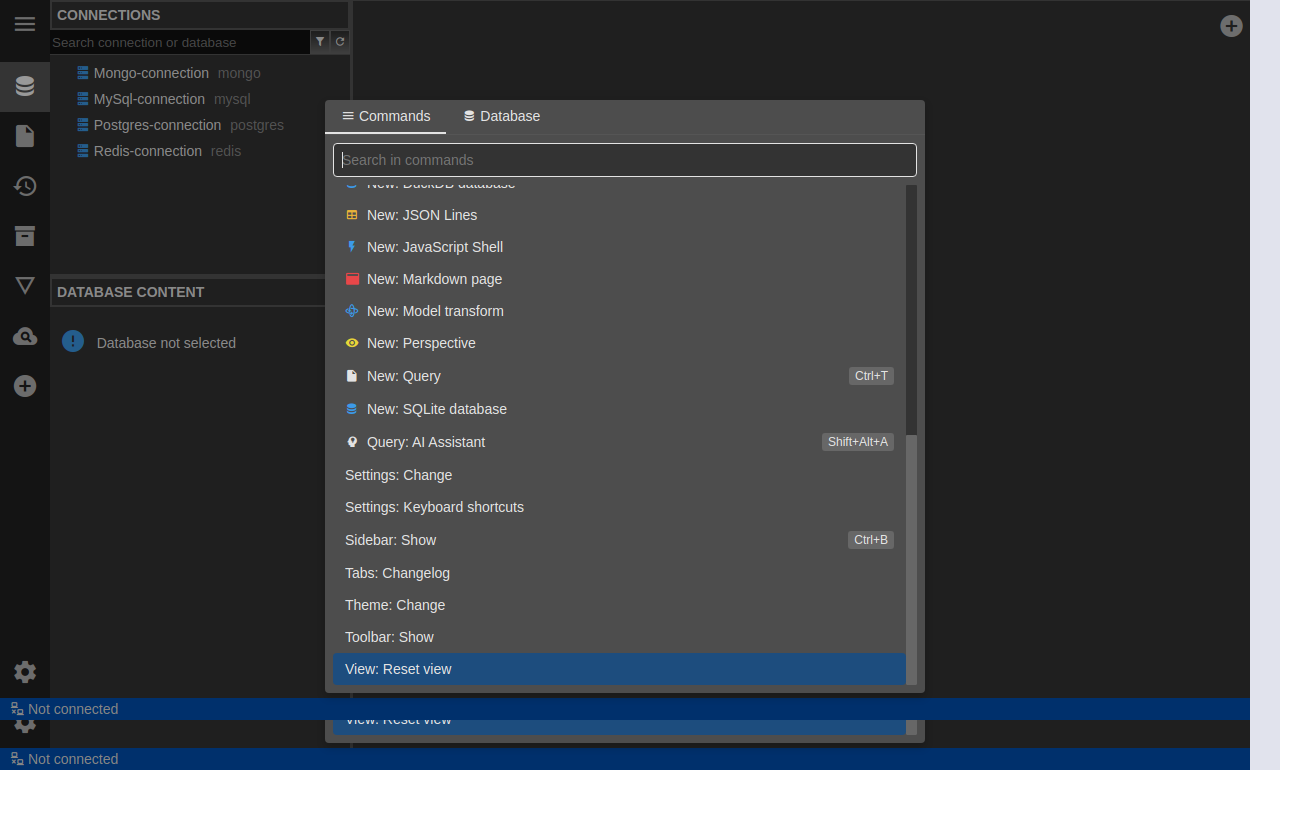 CONNECTIONS
Search connection or database
Mongo-connection mongo
MySql-connection mysql
Postgres-connection postgres
Redis-connection redis
DATABASE CONTENT
Database not selected
Commands Database
Search in commands
New: DuckDB database
New: JSON Lines
New: JavaScript Shell
New: Markdown page
New: Model transform
New: Perspective
New: Query Ctrl+T
New: SQLite database
Query: AI Assistant Shift+Alt+A
Settings: Change
Settings: Keyboard shortcuts
Sidebar: Show Ctrl+B
Tabs: Changelog
Theme: Change
Toolbar: Show
View: Reset view
Not connected
View: Reset view
Not connected